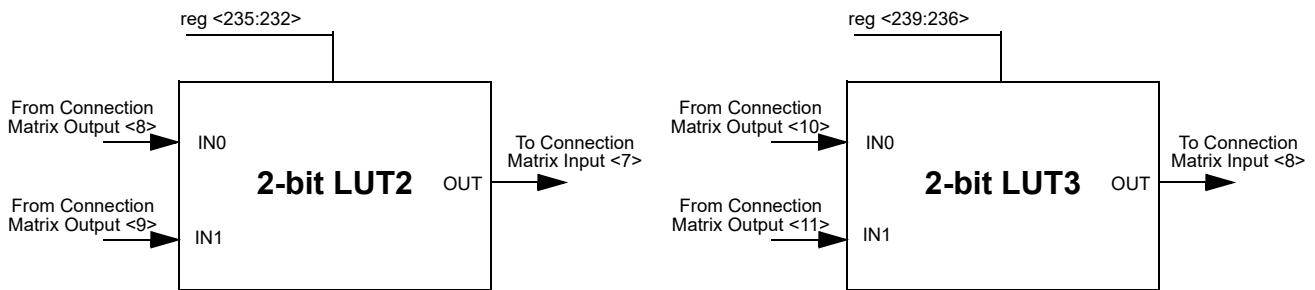 reg <235:232>
From Connection
Matrix Output <8>
IN0
2-bit LUT2
OUT
To Connection
Matrix Input <7>
From Connection
Matrix Output <9>
IN1
reg <239:236>
From Connection
Matrix Output <10>
IN0
2-bit LUT3
OUT
To Connection
Matrix Input <8>
From Connection
Matrix Output <11>
IN1